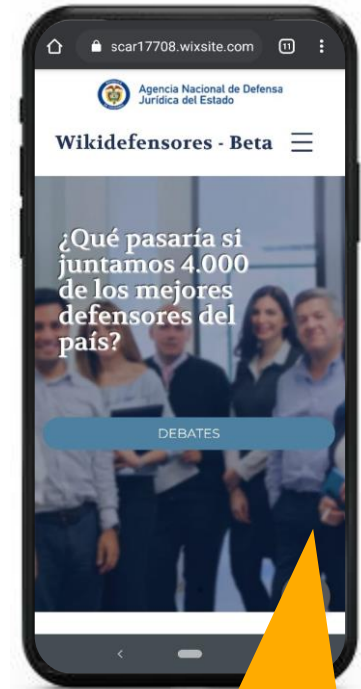 scar17708.wixsite.com 11
Agencia Nacional de Defensa
Jurídica del Estado
Wikidefensores - Beta
¿Qué pasaría si
juntamos 4.000
de los mejores
defensores del
país?
DEBATES